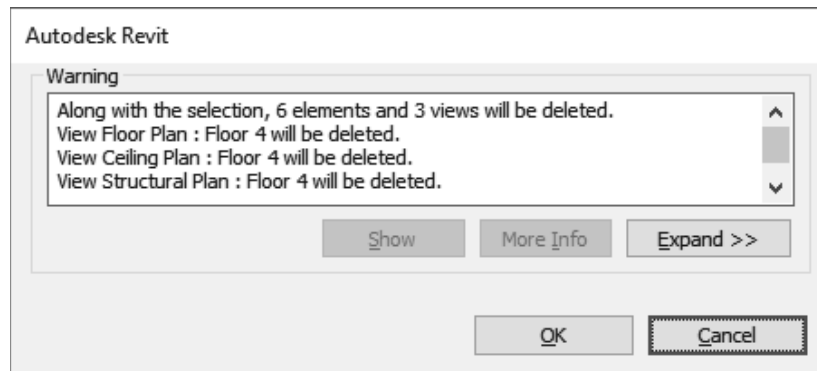 Autodesk Revit
Warning
Along with the selection, 6 elements and 3 views will be deleted.
View Floor Plan : Floor 4 will be deleted.
View Ceiling Plan : Floor 4 will be deleted.
View Structural Plan : Floor 4 will be deleted.
Show More Info Expand >>
OK Cancel